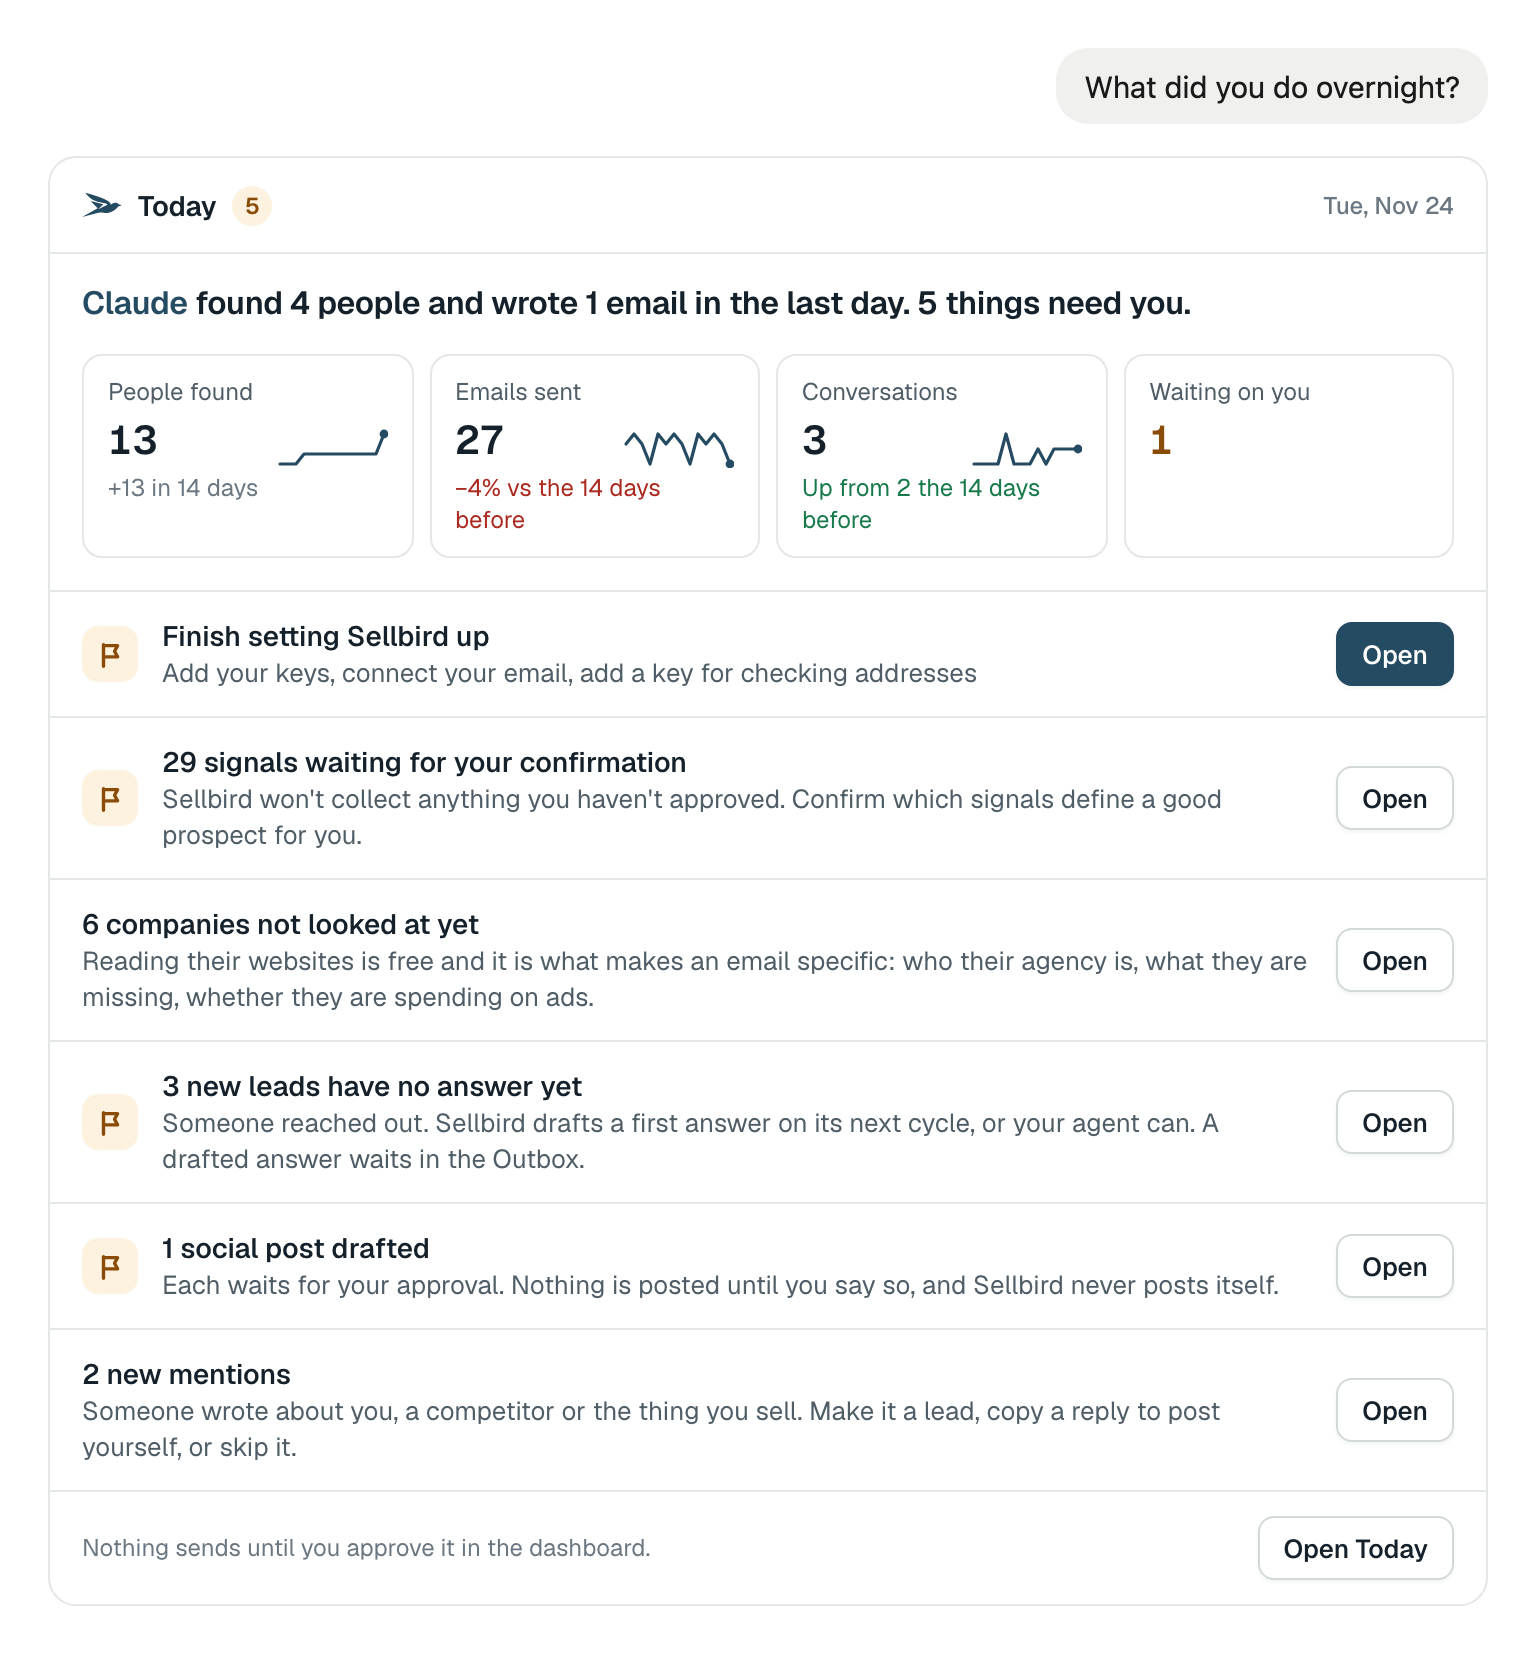 What did you do overnight?
Today 5
Tue, Nov 24
Claude found 4 people and wrote 1 email in the last day. 5 things need you.
People found
13
+13 in 14 days
Emails sent
27
−4% vs the 14 days
before
Conversations
3
Up from 2 the 14 days
before
Waiting on you
1
Finish setting Sellbird up
Add your keys, connect your email, add a key for checking addresses
Open
29 signals waiting for your confirmation
Sellbird won't collect anything you haven't approved. Confirm which signals define a good
prospect for you.
Open
6 companies not looked at yet
Reading their websites is free and it is what makes an email specific: who their agency is, what they are
missing, whether they are spending on ads.
Open
3 new leads have no answer yet
Someone reached out. Sellbird drafts a first answer on its next cycle, or your agent can. A
drafted answer waits in the Outbox.
Open
1 social post drafted
Each waits for your approval. Nothing is posted until you say so, and Sellbird never posts itself.
Open
2 new mentions
Someone wrote about you, a competitor or the thing you sell. Make it a lead, copy a reply to post
yourself, or skip it.
Open
Nothing sends until you approve it in the dashboard.
Open Today